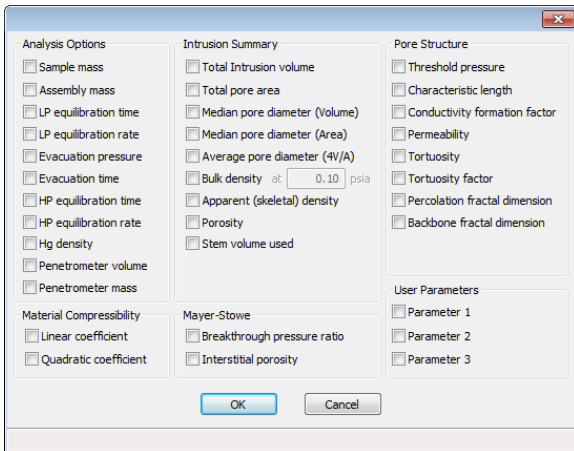 Analysis Options
Sample mass
Assembly mass
LP equilibration time
LP equilibration rate
Evacuation pressure
Evacuation time
HP equilibration time
HP equilibration rate
Hg density
Penetrometer volume
Penetrometer mass
Intrusion Summary
Total Intrusion volume
Total pore area
Median pore diameter (Volume)
Median pore diameter (Area)
Average pore diameter (4V/A)
Bulk density at 0.10 psia
Apparent (skeletal) density
Porosity
Stem volume used
Pore Structure
Threshold pressure
Characteristic length
Conductivity formation factor
Permeability
Tortuosity
Tortuosity factor
Percolation fractal dimension
Backbone fractal dimension
Material Compressibility
Linear coefficient
Quadratic coefficient
Mayer-Stowe
Breakthrough pressure ratio
Interstitial porosity
User Parameters
Parameter 1
Parameter 2
Parameter 3
OK
Cancel